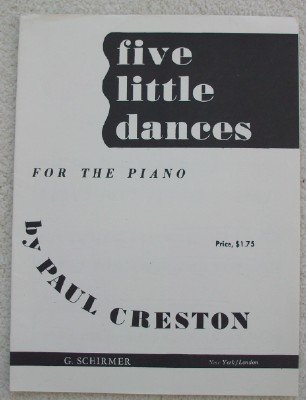 five
little
dances
FOR THE PIANO
Price, $1.75
by PAUL CRESTON
G. SCHIRMER New York/London